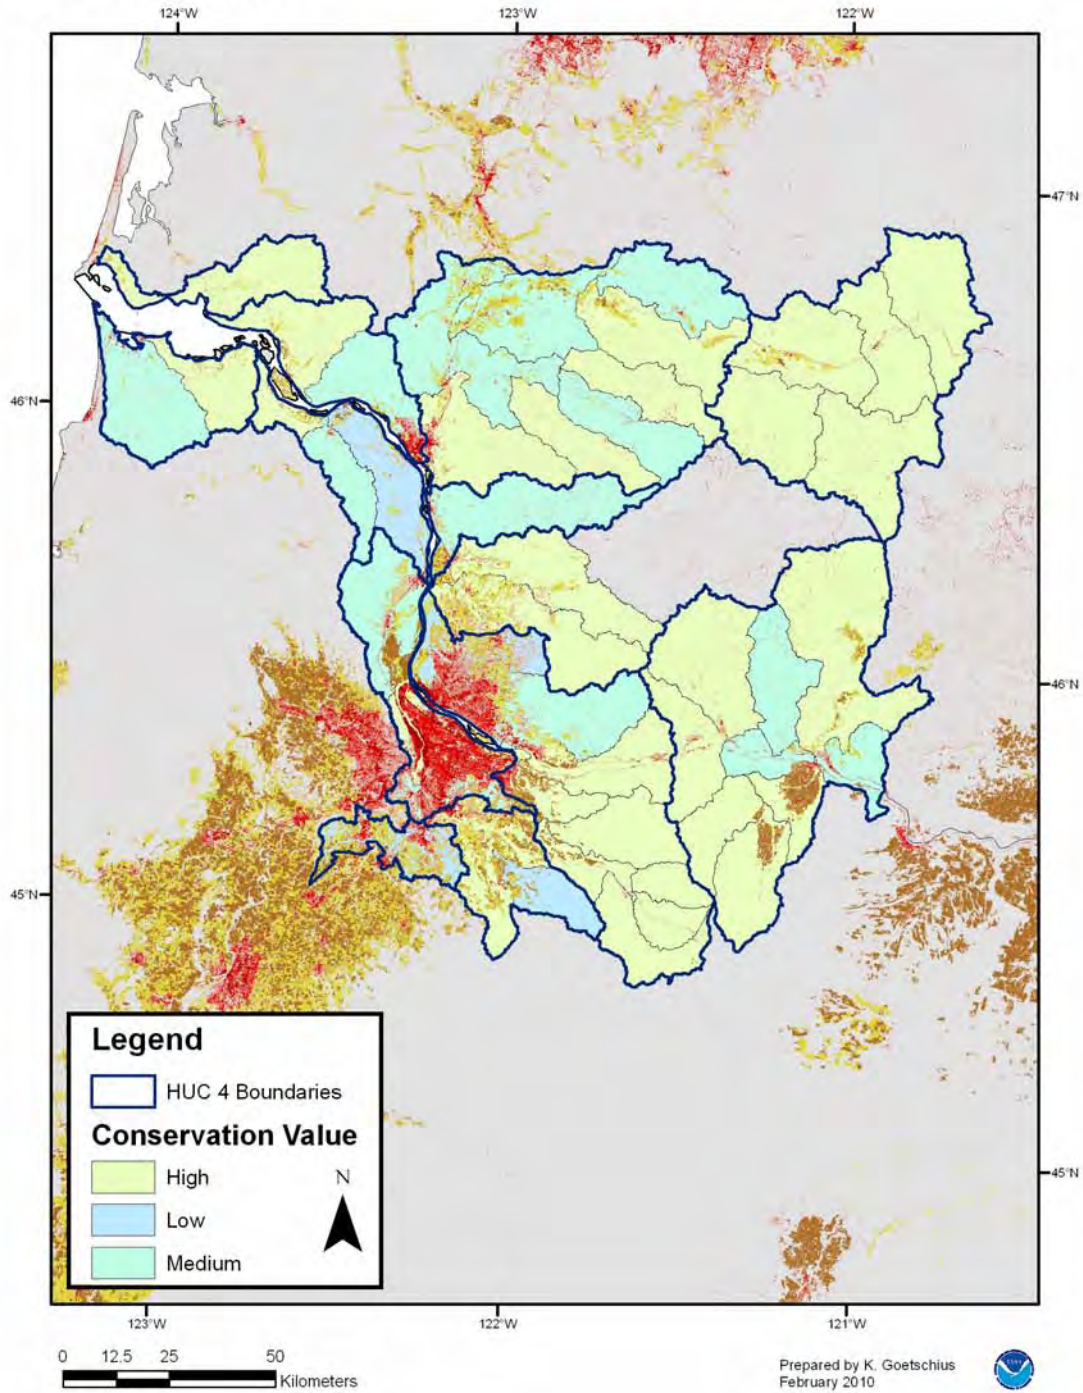 124°W 123°W 122°W
47°N
46°N
46°N
45°N
45°N
Legend
HUC 4 Boundaries
Conservation Value
High
Low
Medium
N
123°W 122°W 121°W
0 12.5 25 50
Kilometers
Prepared by K. Goetschius
February 2010